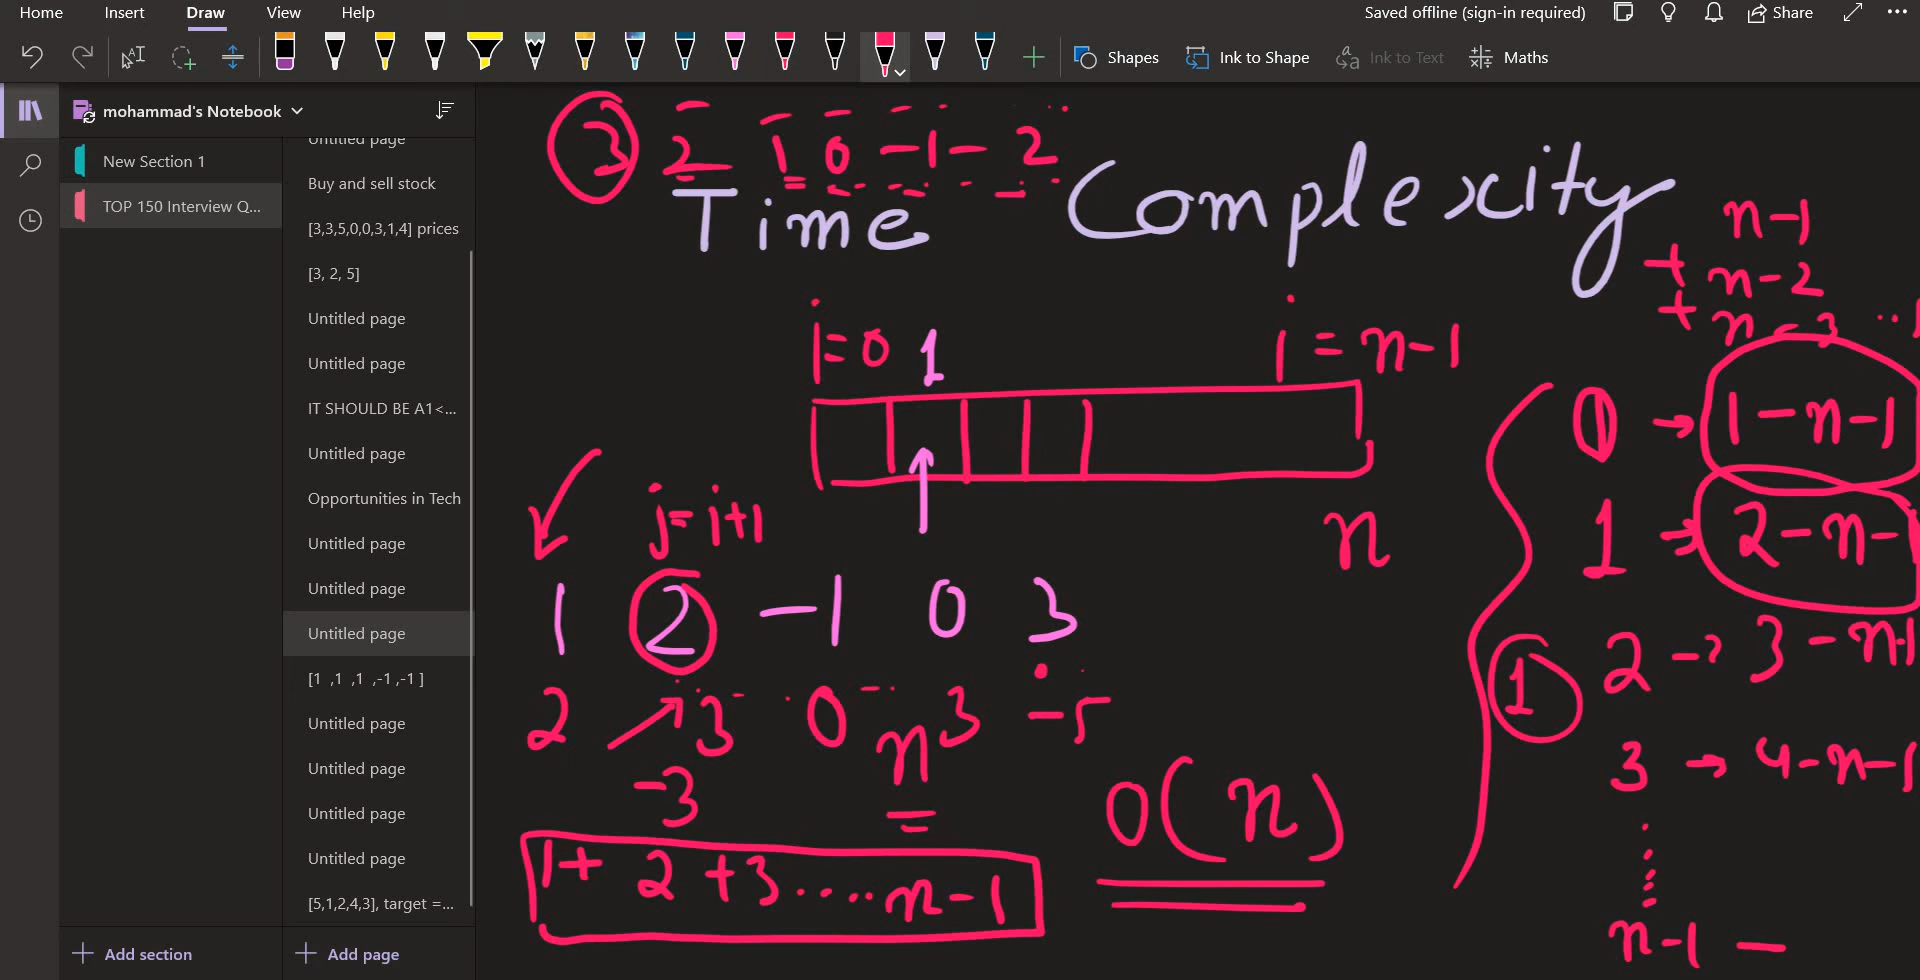 Home Insert Draw View Help Saved offline (sign-in required) Share
Shapes Ink to Shape Ink to Text Maths
mohammad's Notebook
New Section 1
TOP 150 Interview Q...
Untitled page
Buy and sell stock
[3,3,5,0,0,3,1,4] prices
[3, 2, 5]
Untitled page
Untitled page
IT SHOULD BE A1<...
Untitled page
Opportunities in Tech
Untitled page
Untitled page
Untitled page
[1 ,1 ,1 ,-1 ,-1 ]
Untitled page
Untitled page
Untitled page
Untitled page
[5,1,2,4,3], target =...
Add section
Add page
3 2 1 0 -1 - 2
Time Complexity
n-1
+ n-2
+ n-3 ..
i=0 1 i=n-1
n
j=i+1
1 2 -1 0 3
2 3 0 3 -5
n
-3
1+ 2 +3 ..... n-1
O(n)
0 → 1-n-1
1 → 2-n-1
1
2 → 3-n-1
3 → 4-n-1
n-1 -